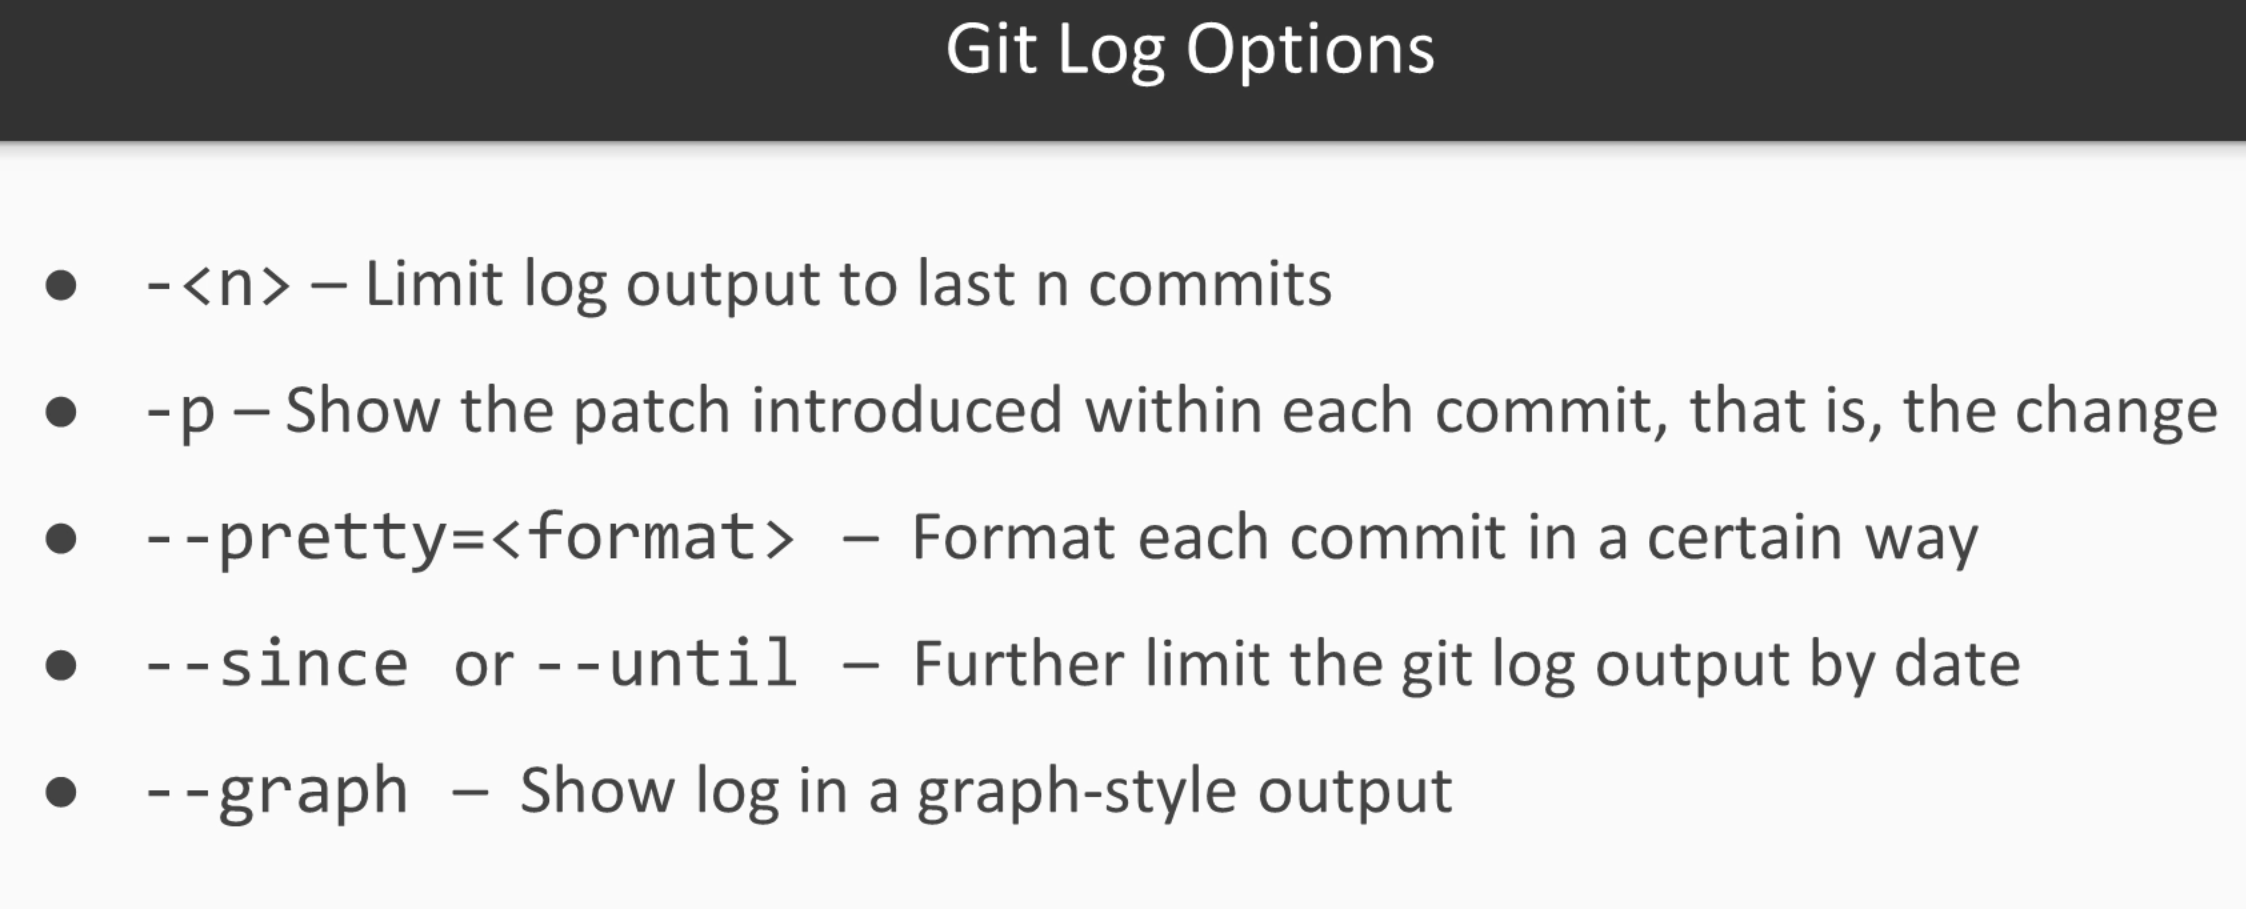 Git Log Options
● -<n> – Limit log output to last n commits
● -p – Show the patch introduced within each commit, that is, the change
● --pretty=<format> – Format each commit in a certain way
● --since or --until – Further limit the git log output by date
● --graph – Show log in a graph-style output